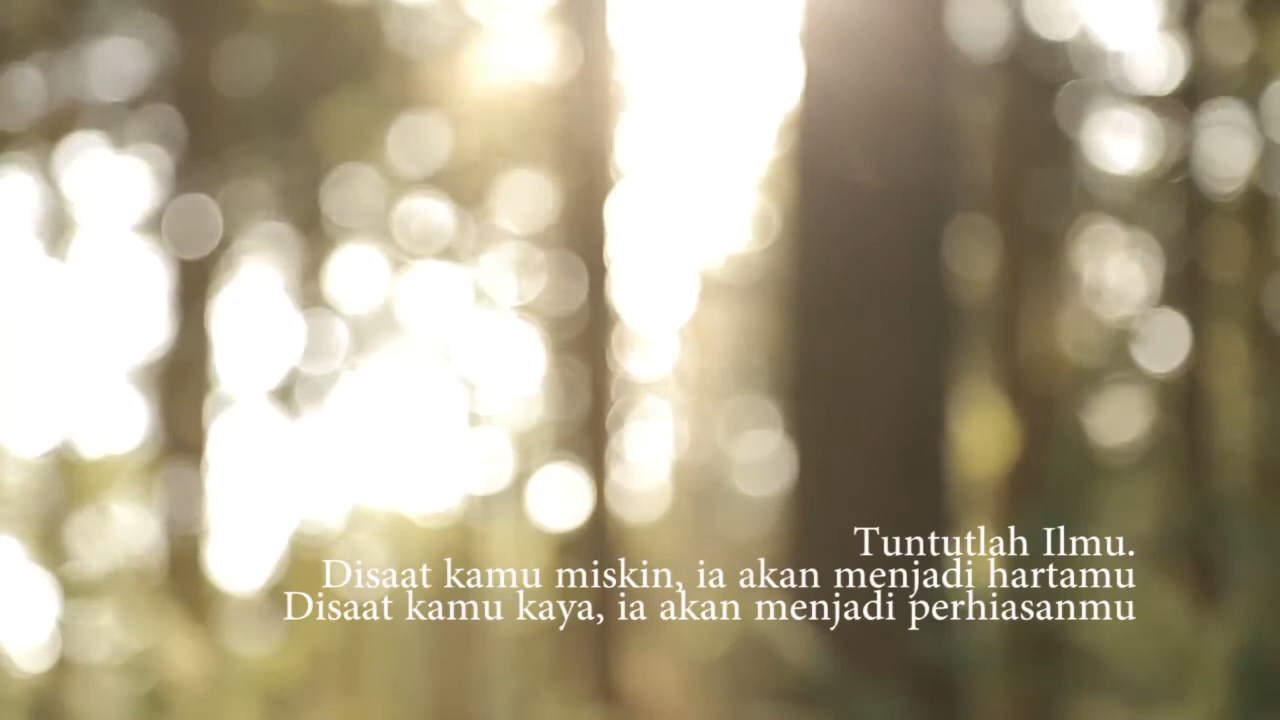 Tuntutlah Ilmu.
Disaat kamu miskin, ia akan menjadi hartamu
Disaat kamu kaya, ia akan menjadi perhiasanmu